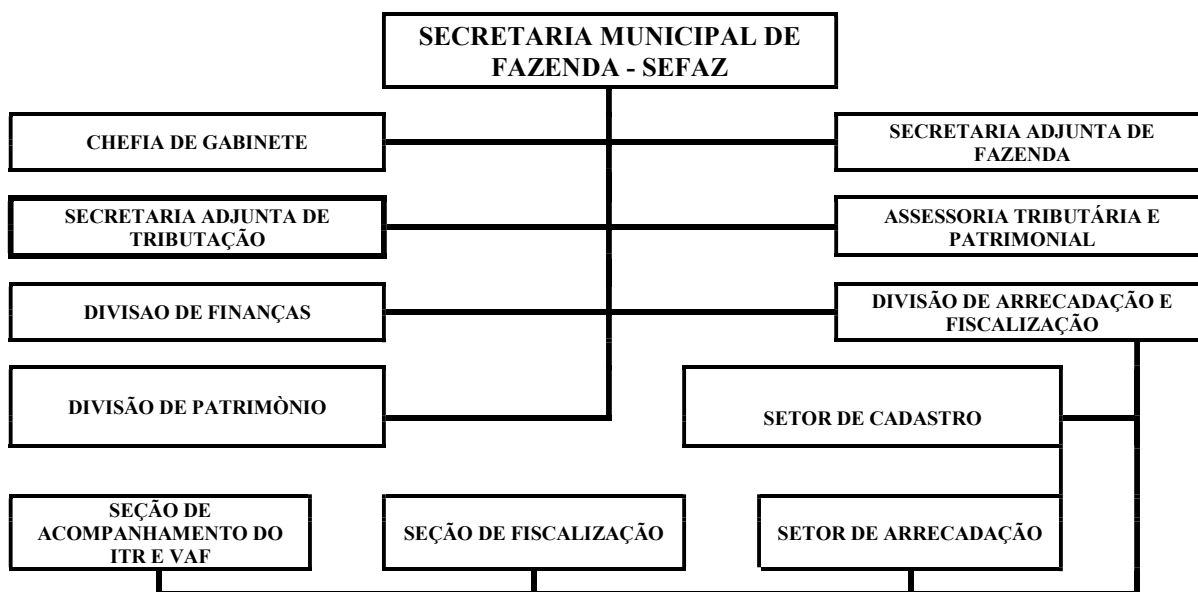 SECRETARIA MUNICIPAL DE
FAZENDA - SEFAZ
CHEFIA DE GABINETE
SECRETARIA ADJUNTA DE
FAZENDA
SECRETARIA ADJUNTA DE
TRIBUTAÇÃO
ASSESSORIA TRIBUTÁRIA E
PATRIMONIAL
DIVISAO DE FINANÇAS
DIVISÃO DE ARRECADAÇÃO E
FISCALIZAÇÃO
DIVISÃO DE PATRIMÒNIO
SETOR DE CADASTRO
SEÇÃO DE
ACOMPANHAMENTO DO
ITR E VAF
SEÇÃO DE FISCALIZAÇÃO
SETOR DE ARRECADAÇÃO